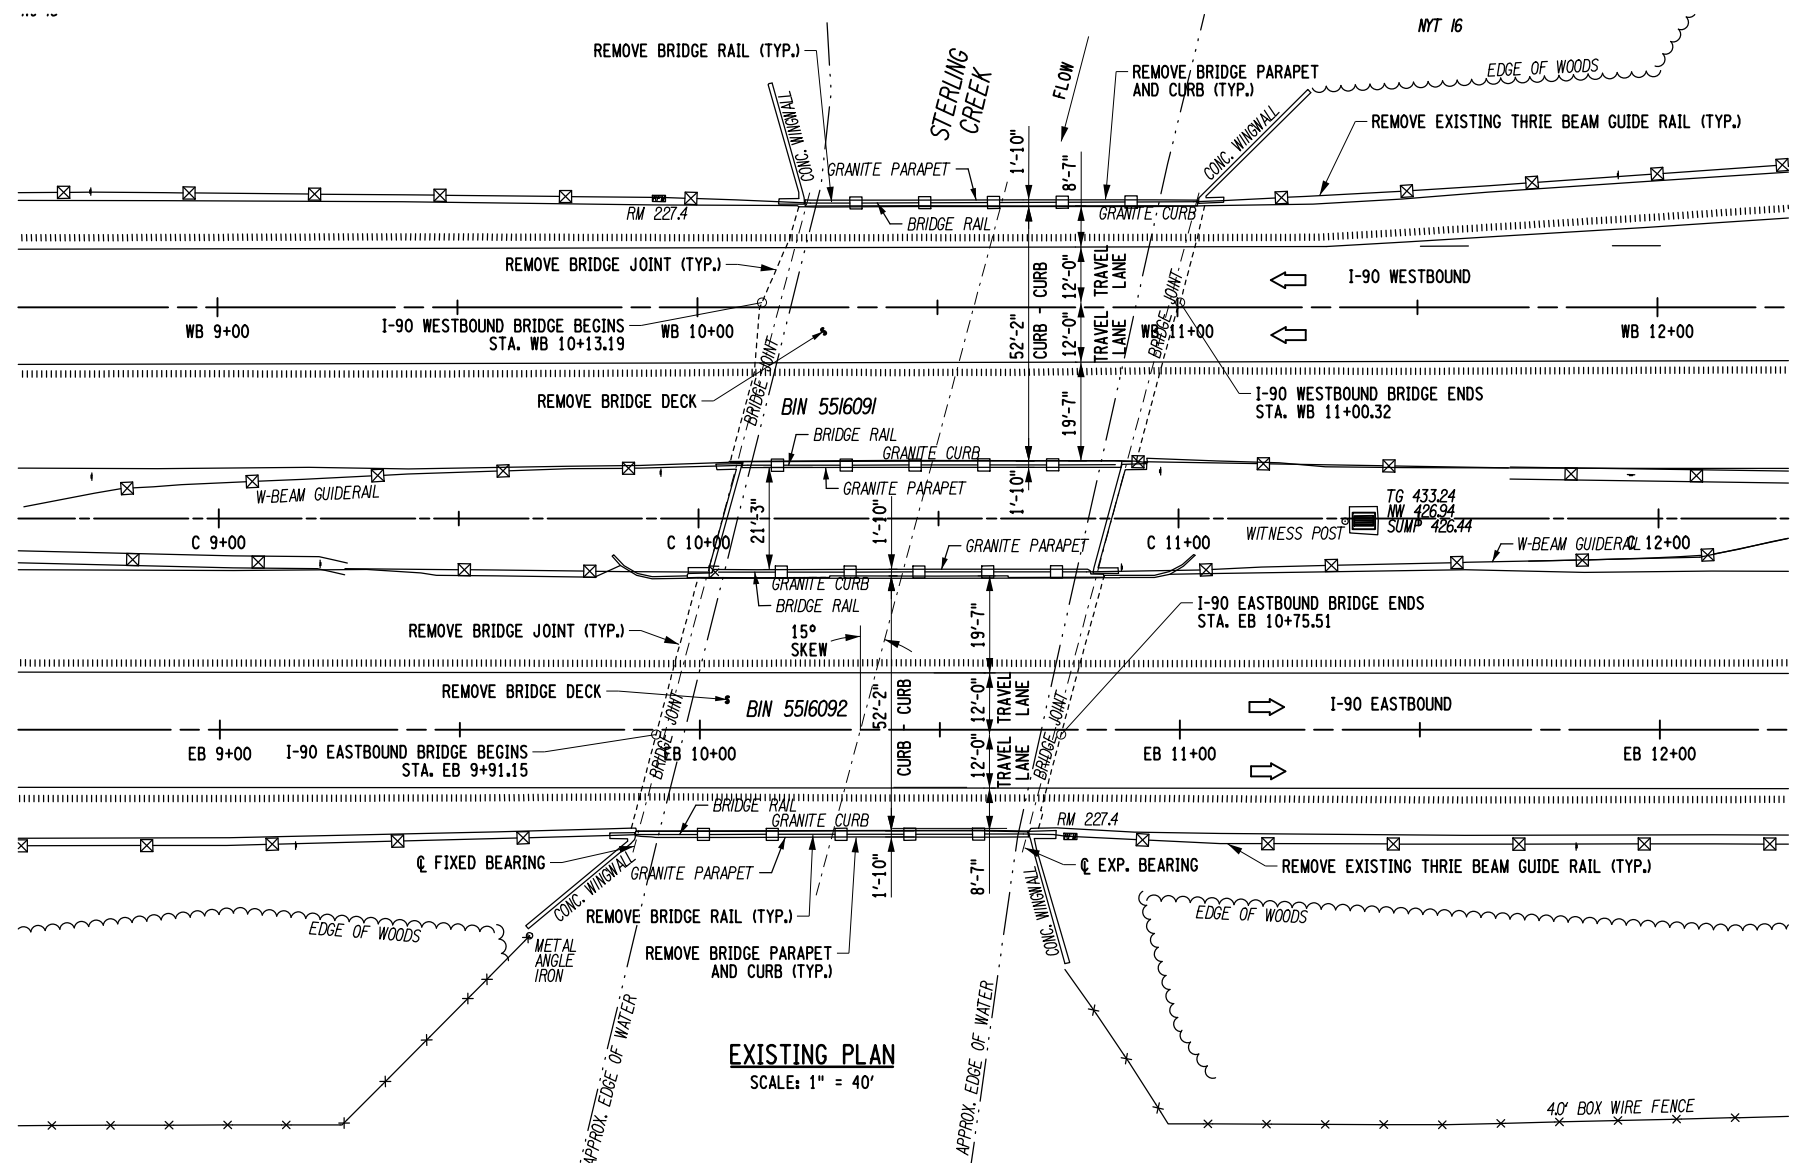 NYT 16
REMOVE BRIDGE RAIL (TYP.)
STERLING
CREEK
FLOW
REMOVE BRIDGE PARAPET
AND CURB (TYP.)
EDGE OF WOODS
CONC. WINGWALL
CONC. WINGWALL
REMOVE EXISTING THRIE BEAM GUIDE RAIL (TYP.)
GRANITE PARAPET
1'-10"
8'-7"
RM 227.4
BRIDGE RAIL
GRANITE CURB
REMOVE BRIDGE JOINT (TYP.)
52'-2"
CURB - CURB
12'-0"
TRAVEL
LANE
12'-0"
TRAVEL
LANE
BRIDGE JOINT
I-90 WESTBOUND
WB 9+00
I-90 WESTBOUND BRIDGE BEGINS
STA. WB 10+13.19
WB 10+00
WB 11+00
WB 12+00
BRIDGE JOINT
REMOVE BRIDGE DECK
BIN 5516091
19'-7"
I-90 WESTBOUND BRIDGE ENDS
STA. WB 11+00.32
BRIDGE RAIL
GRANITE CURB
W-BEAM GUIDERAIL
GRANITE PARAPET
1'-10"
21'-3"
1'-10"
TG 433.24
NW 426.94
SUMP 426.44
WITNESS POST
C 9+00
C 10+00
C 11+00
C 12+00
GRANITE PARAPET
W-BEAM GUIDERAIL
GRANITE CURB
BRIDGE RAIL
I-90 EASTBOUND BRIDGE ENDS
STA. EB 10+75.51
REMOVE BRIDGE JOINT (TYP.)
15°
SKEW
19'-7"
REMOVE BRIDGE DECK
BIN 5516092
52'-2"
CURB - CURB
12'-0"
TRAVEL
LANE
12'-0"
TRAVEL
LANE
BRIDGE JOINT
BRIDGE JOINT
I-90 EASTBOUND
EB 9+00
I-90 EASTBOUND BRIDGE BEGINS
STA. EB 9+91.15
EB 10+00
EB 11+00
EB 12+00
BRIDGE RAIL
GRANITE CURB
RM 227.4
℄ FIXED BEARING
CONC. WINGWALL
GRANITE PARAPET
1'-10"
8'-7"
℄ EXP. BEARING
REMOVE EXISTING THRIE BEAM GUIDE RAIL (TYP.)
CONC. WINGWALL
EDGE OF WOODS
REMOVE BRIDGE RAIL (TYP.)
EDGE OF WOODS
METAL
ANGLE
IRON
REMOVE BRIDGE PARAPET
AND CURB (TYP.)
APPROX. EDGE OF WATER
APPROX. EDGE OF WATER
EXISTING PLAN
SCALE: 1" = 40'
4.0' BOX WIRE FENCE